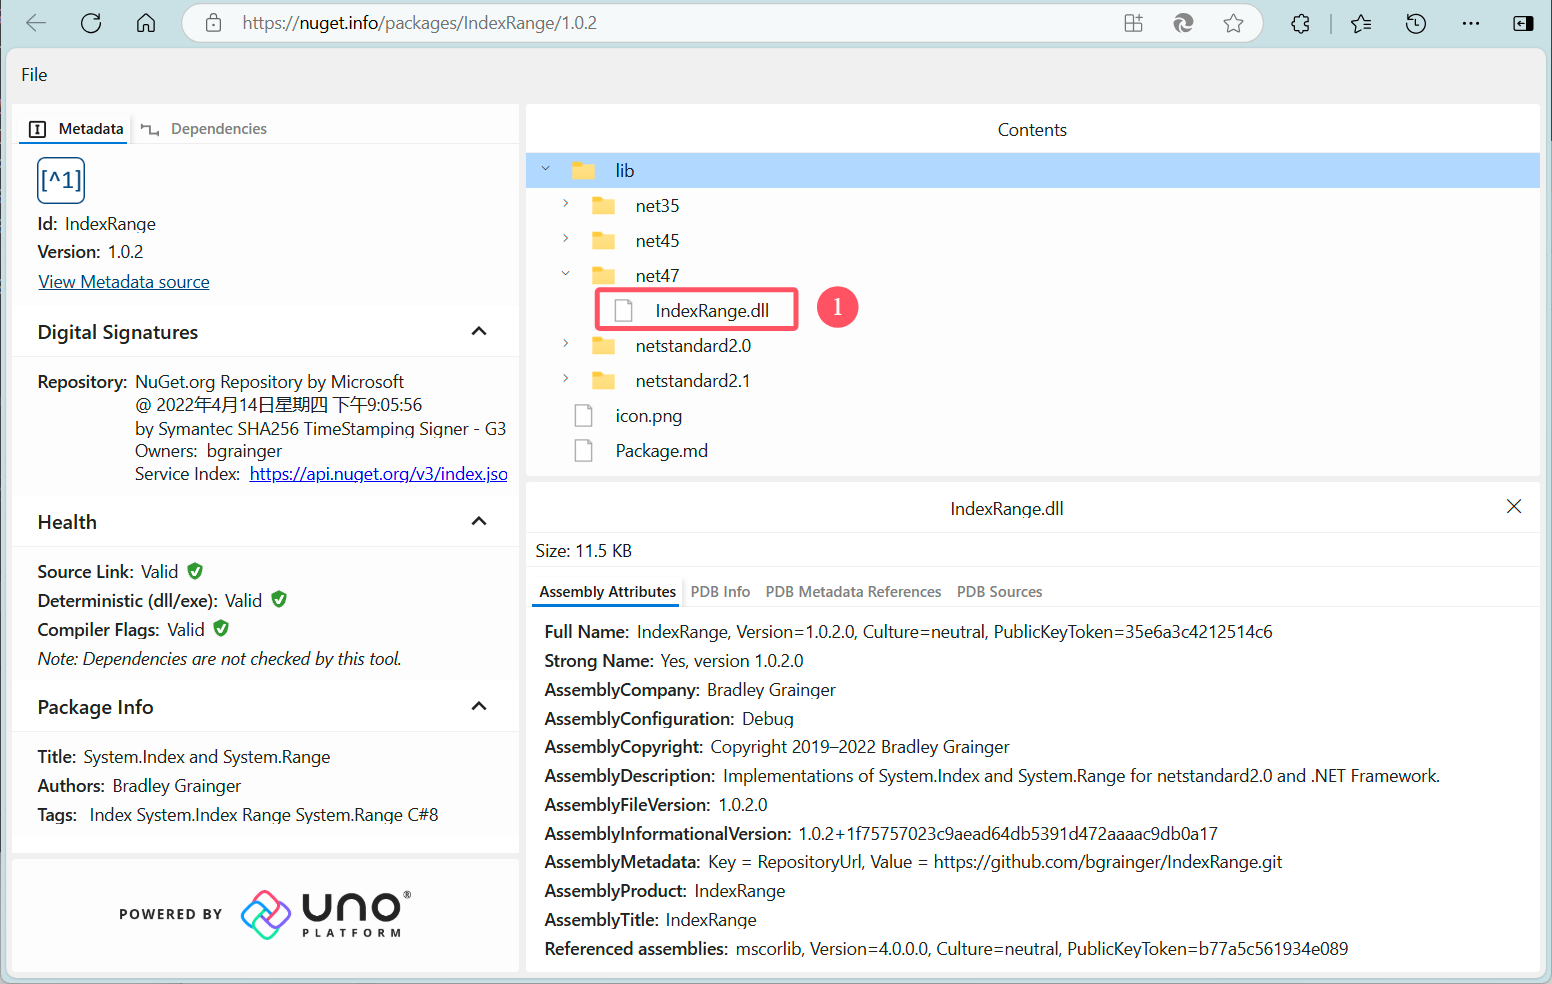 https://nuget.info/packages/IndexRange/1.0.2
File
Metadata
Dependencies
[^1]
Id: IndexRange
Version: 1.0.2
View Metadata source
Digital Signatures
Repository: NuGet.org Repository by Microsoft
@ 2022年4月14日星期四 下午9:05:56
by Symantec SHA256 TimeStamping Signer - G3
Owners: bgrainger
Service Index: https://api.nuget.org/v3/index.jso
Health
Source Link: Valid
Deterministic (dll/exe): Valid
Compiler Flags: Valid
Note: Dependencies are not checked by this tool.
Package Info
Title: System.Index and System.Range
Authors: Bradley Grainger
Tags: Index System.Index Range System.Range C#8
POWERED BY
UNO®
PLATFORM
Contents
lib
net35
net45
net47
IndexRange.dll
1
netstandard2.0
netstandard2.1
icon.png
Package.md
IndexRange.dll
Size: 11.5 KB
Assembly Attributes PDB Info PDB Metadata References PDB Sources
Full Name: IndexRange, Version=1.0.2.0, Culture=neutral, PublicKeyToken=35e6a3c4212514c6
Strong Name: Yes, version 1.0.2.0
AssemblyCompany: Bradley Grainger
AssemblyConfiguration: Debug
AssemblyCopyright: Copyright 2019–2022 Bradley Grainger
AssemblyDescription: Implementations of System.Index and System.Range for netstandard2.0 and .NET Framework.
AssemblyFileVersion: 1.0.2.0
AssemblyInformationalVersion: 1.0.2+1f75757023c9aead64db5391d472aaaac9db0a17
AssemblyMetadata: Key = RepositoryUrl, Value = https://github.com/bgrainger/IndexRange.git
AssemblyProduct: IndexRange
AssemblyTitle: IndexRange
Referenced assemblies: mscorlib, Version=4.0.0.0, Culture=neutral, PublicKeyToken=b77a5c561934e089